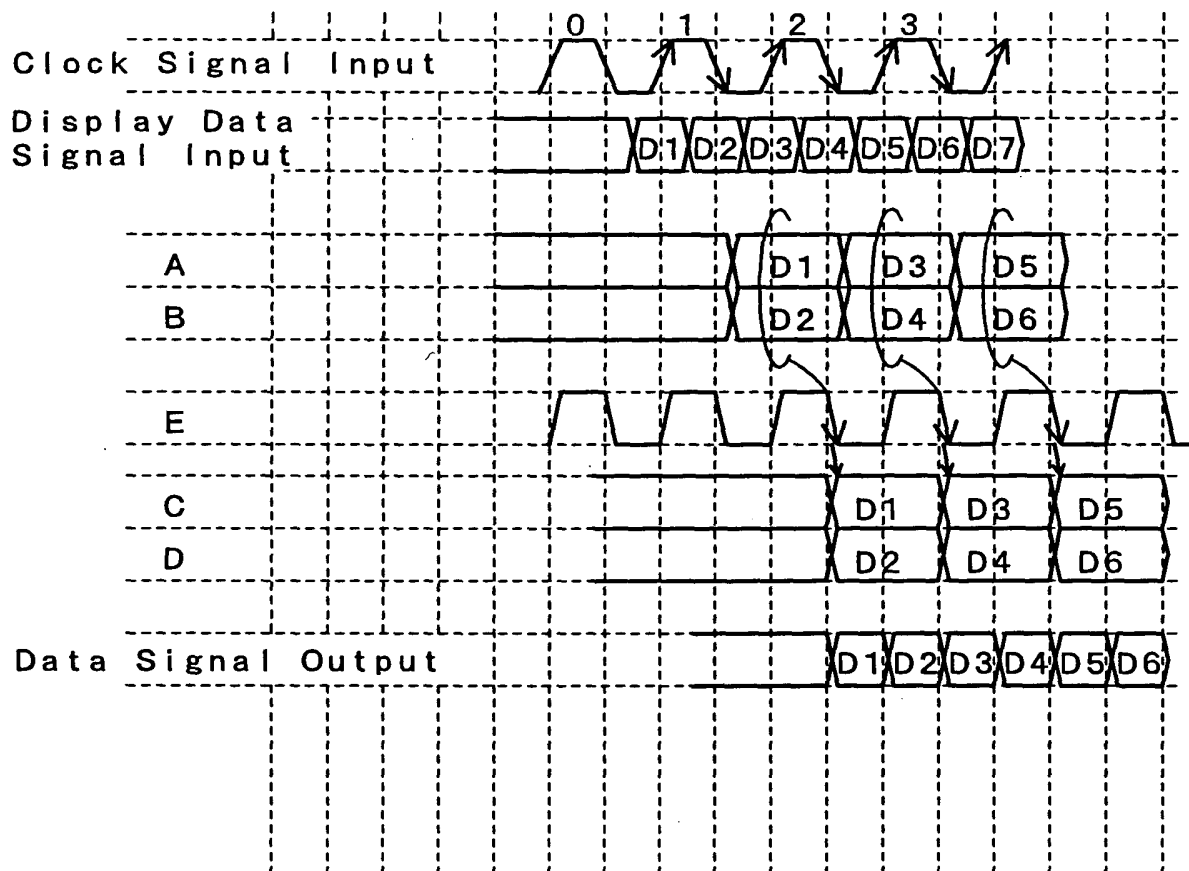 0 1 2 3
Clock Signal Input
Display Data
Signal Input
D1 D2 D3 D4 D5 D6 D7
A D1 D3 D5
B D2 D4 D6
E
C D1 D3 D5
D D2 D4 D6
Data Signal Output D1 D2 D3 D4 D5 D6